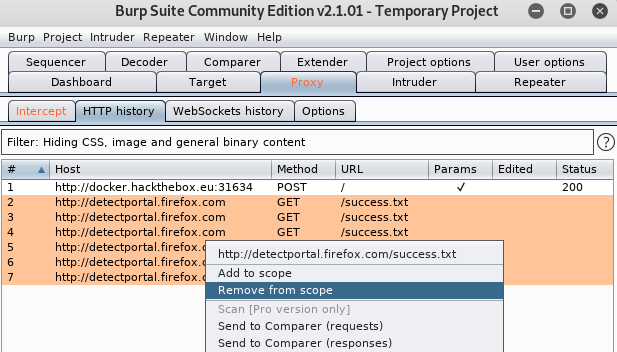 Burp Suite Community Edition v2.1.01 - Temporary Project
Burp Project Intruder Repeater Window Help
Sequencer Decoder Comparer Extender Project options User options
Dashboard Target Proxy Intruder Repeater
Intercept HTTP history WebSockets history Options
Filter: Hiding CSS, image and general binary content ?
# Host Method URL Params Edited Status
1 http://docker.hackthebox.eu:31634 POST / ✓ 200
2 http://detectportal.firefox.com GET /success.txt
3 http://detectportal.firefox.com GET /success.txt
4 http://detectportal.firefox.com GET /success.txt
5 http://detectportal.firefox.c
6 http://detectportal.firefox.c
7 http://detectportal.firefox.c
http://detectportal.firefox.com/success.txt
Add to scope
Remove from scope
Scan [Pro version only]
Send to Comparer (requests)
Send to Comparer (responses)